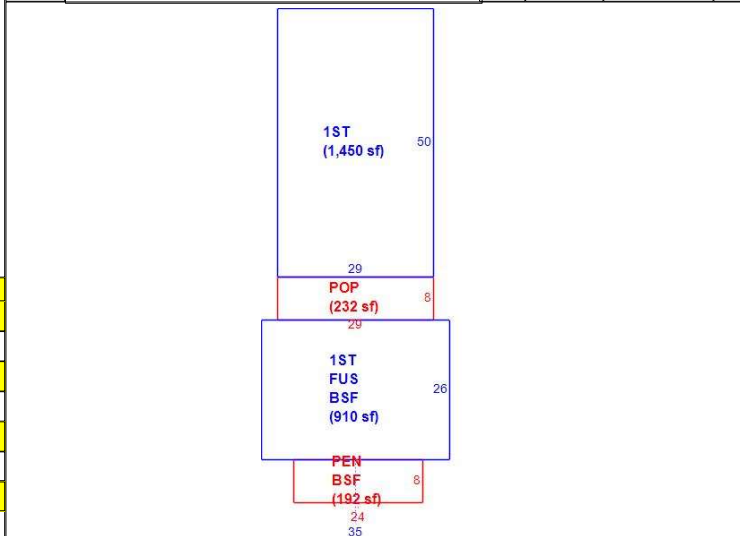 1ST
(1,450 sf)
50
29
POP
(232 sf)
8
29
1ST
FUS
BSF
(910 sf)
26
PEN
BSF
(192 sf)
8
24
35